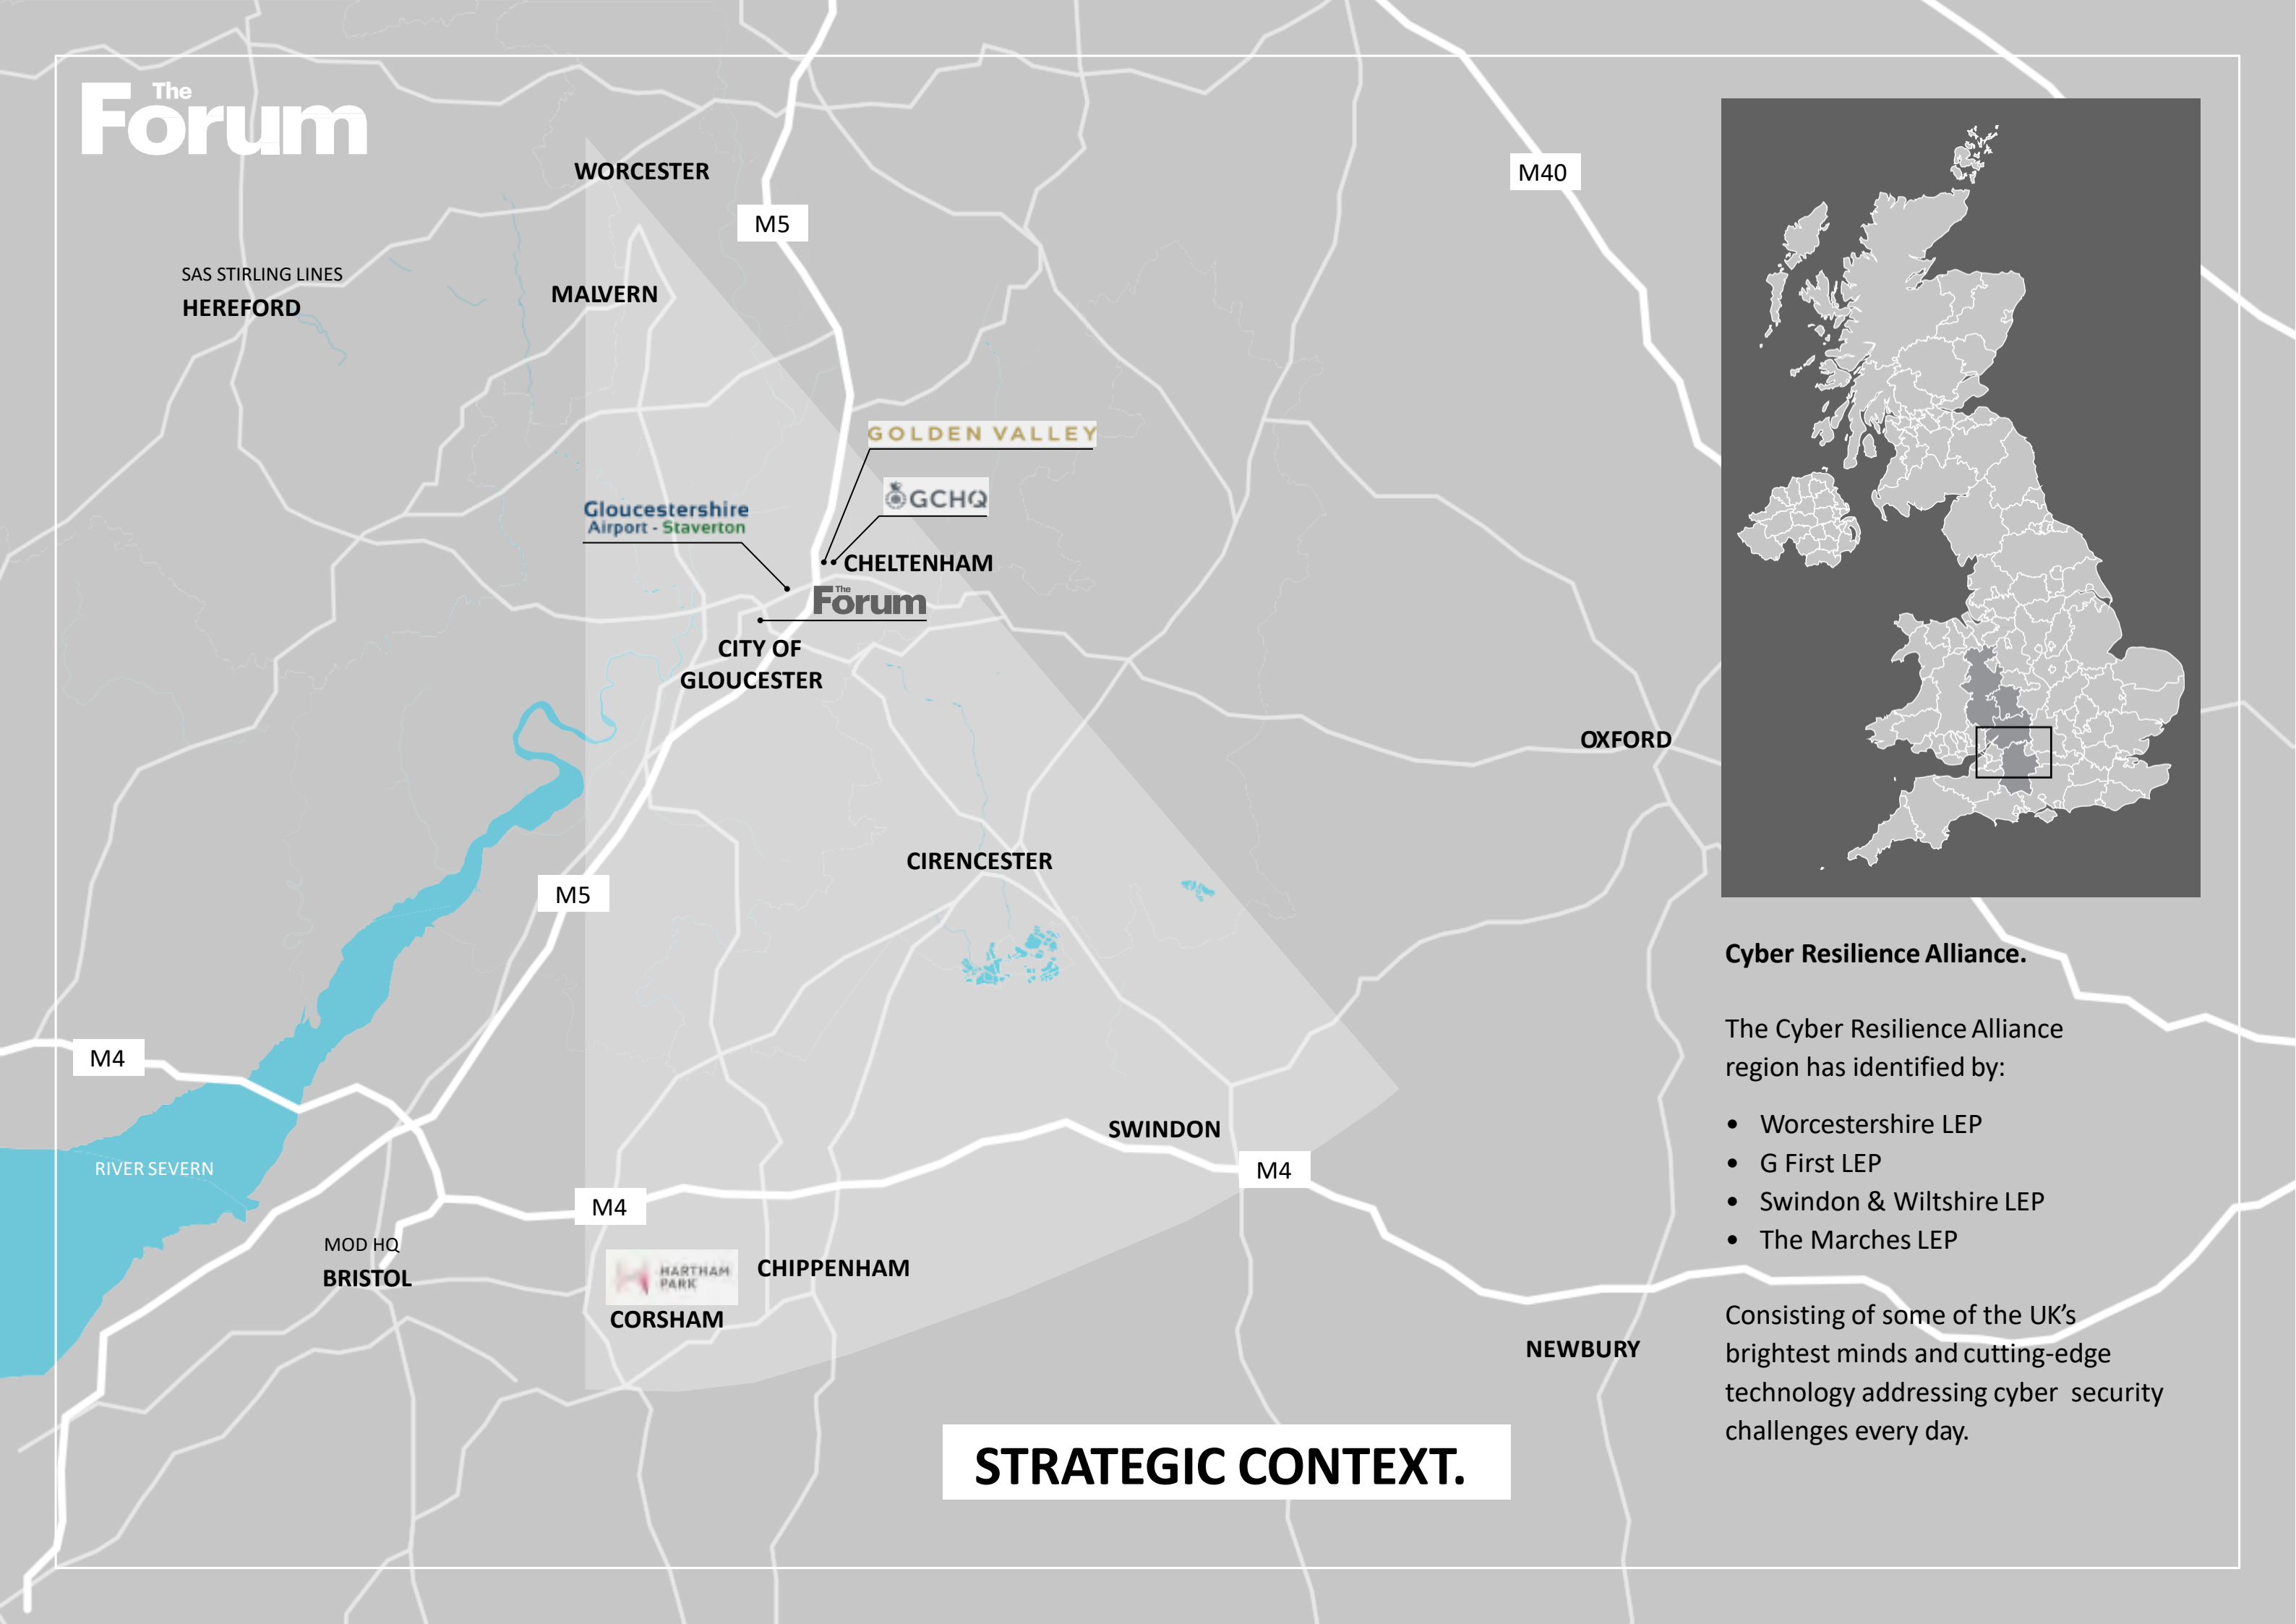 The
Forum
WORCESTER
M5
M40
SAS STIRLING LINES
HEREFORD
MALVERN
GOLDEN VALLEY
GCHQ
Gloucestershire
Airport - Staverton
CHELTENHAM
The
Forum
CITY OF
GLOUCESTER
OXFORD
CIRENCESTER
M5
M4
RIVER SEVERN
SWINDON
M4
M4
MOD HQ
BRISTOL
HARTHAM
PARK
CHIPPENHAM
CORSHAM
NEWBURY
STRATEGIC CONTEXT.
Cyber Resilience Alliance.
The Cyber Resilience Alliance
region has identified by:
• Worcestershire LEP
• G First LEP
• Swindon & Wiltshire LEP
• The Marches LEP
Consisting of some of the UK’s
brightest minds and cutting-edge
technology addressing cyber security
challenges every day.